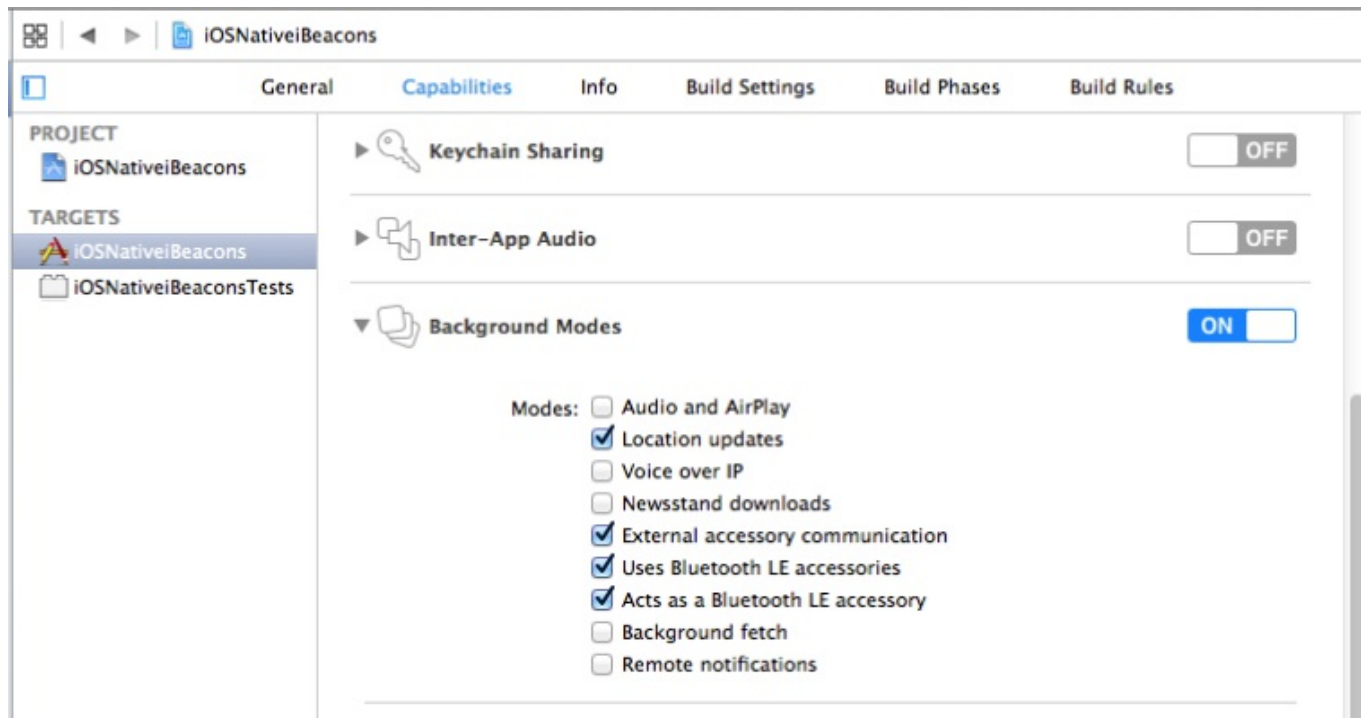 iOSNativeiBeacons
General Capabilities Info Build Settings Build Phases Build Rules
PROJECT
iOSNativeiBeacons
TARGETS
iOSNativeiBeacons
iOSNativeiBeaconsTests
Keychain Sharing OFF
Inter-App Audio OFF
Background Modes ON
Modes: Audio and AirPlay
Location updates
Voice over IP
Newsstand downloads
External accessory communication
Uses Bluetooth LE accessories
Acts as a Bluetooth LE accessory
Background fetch
Remote notifications